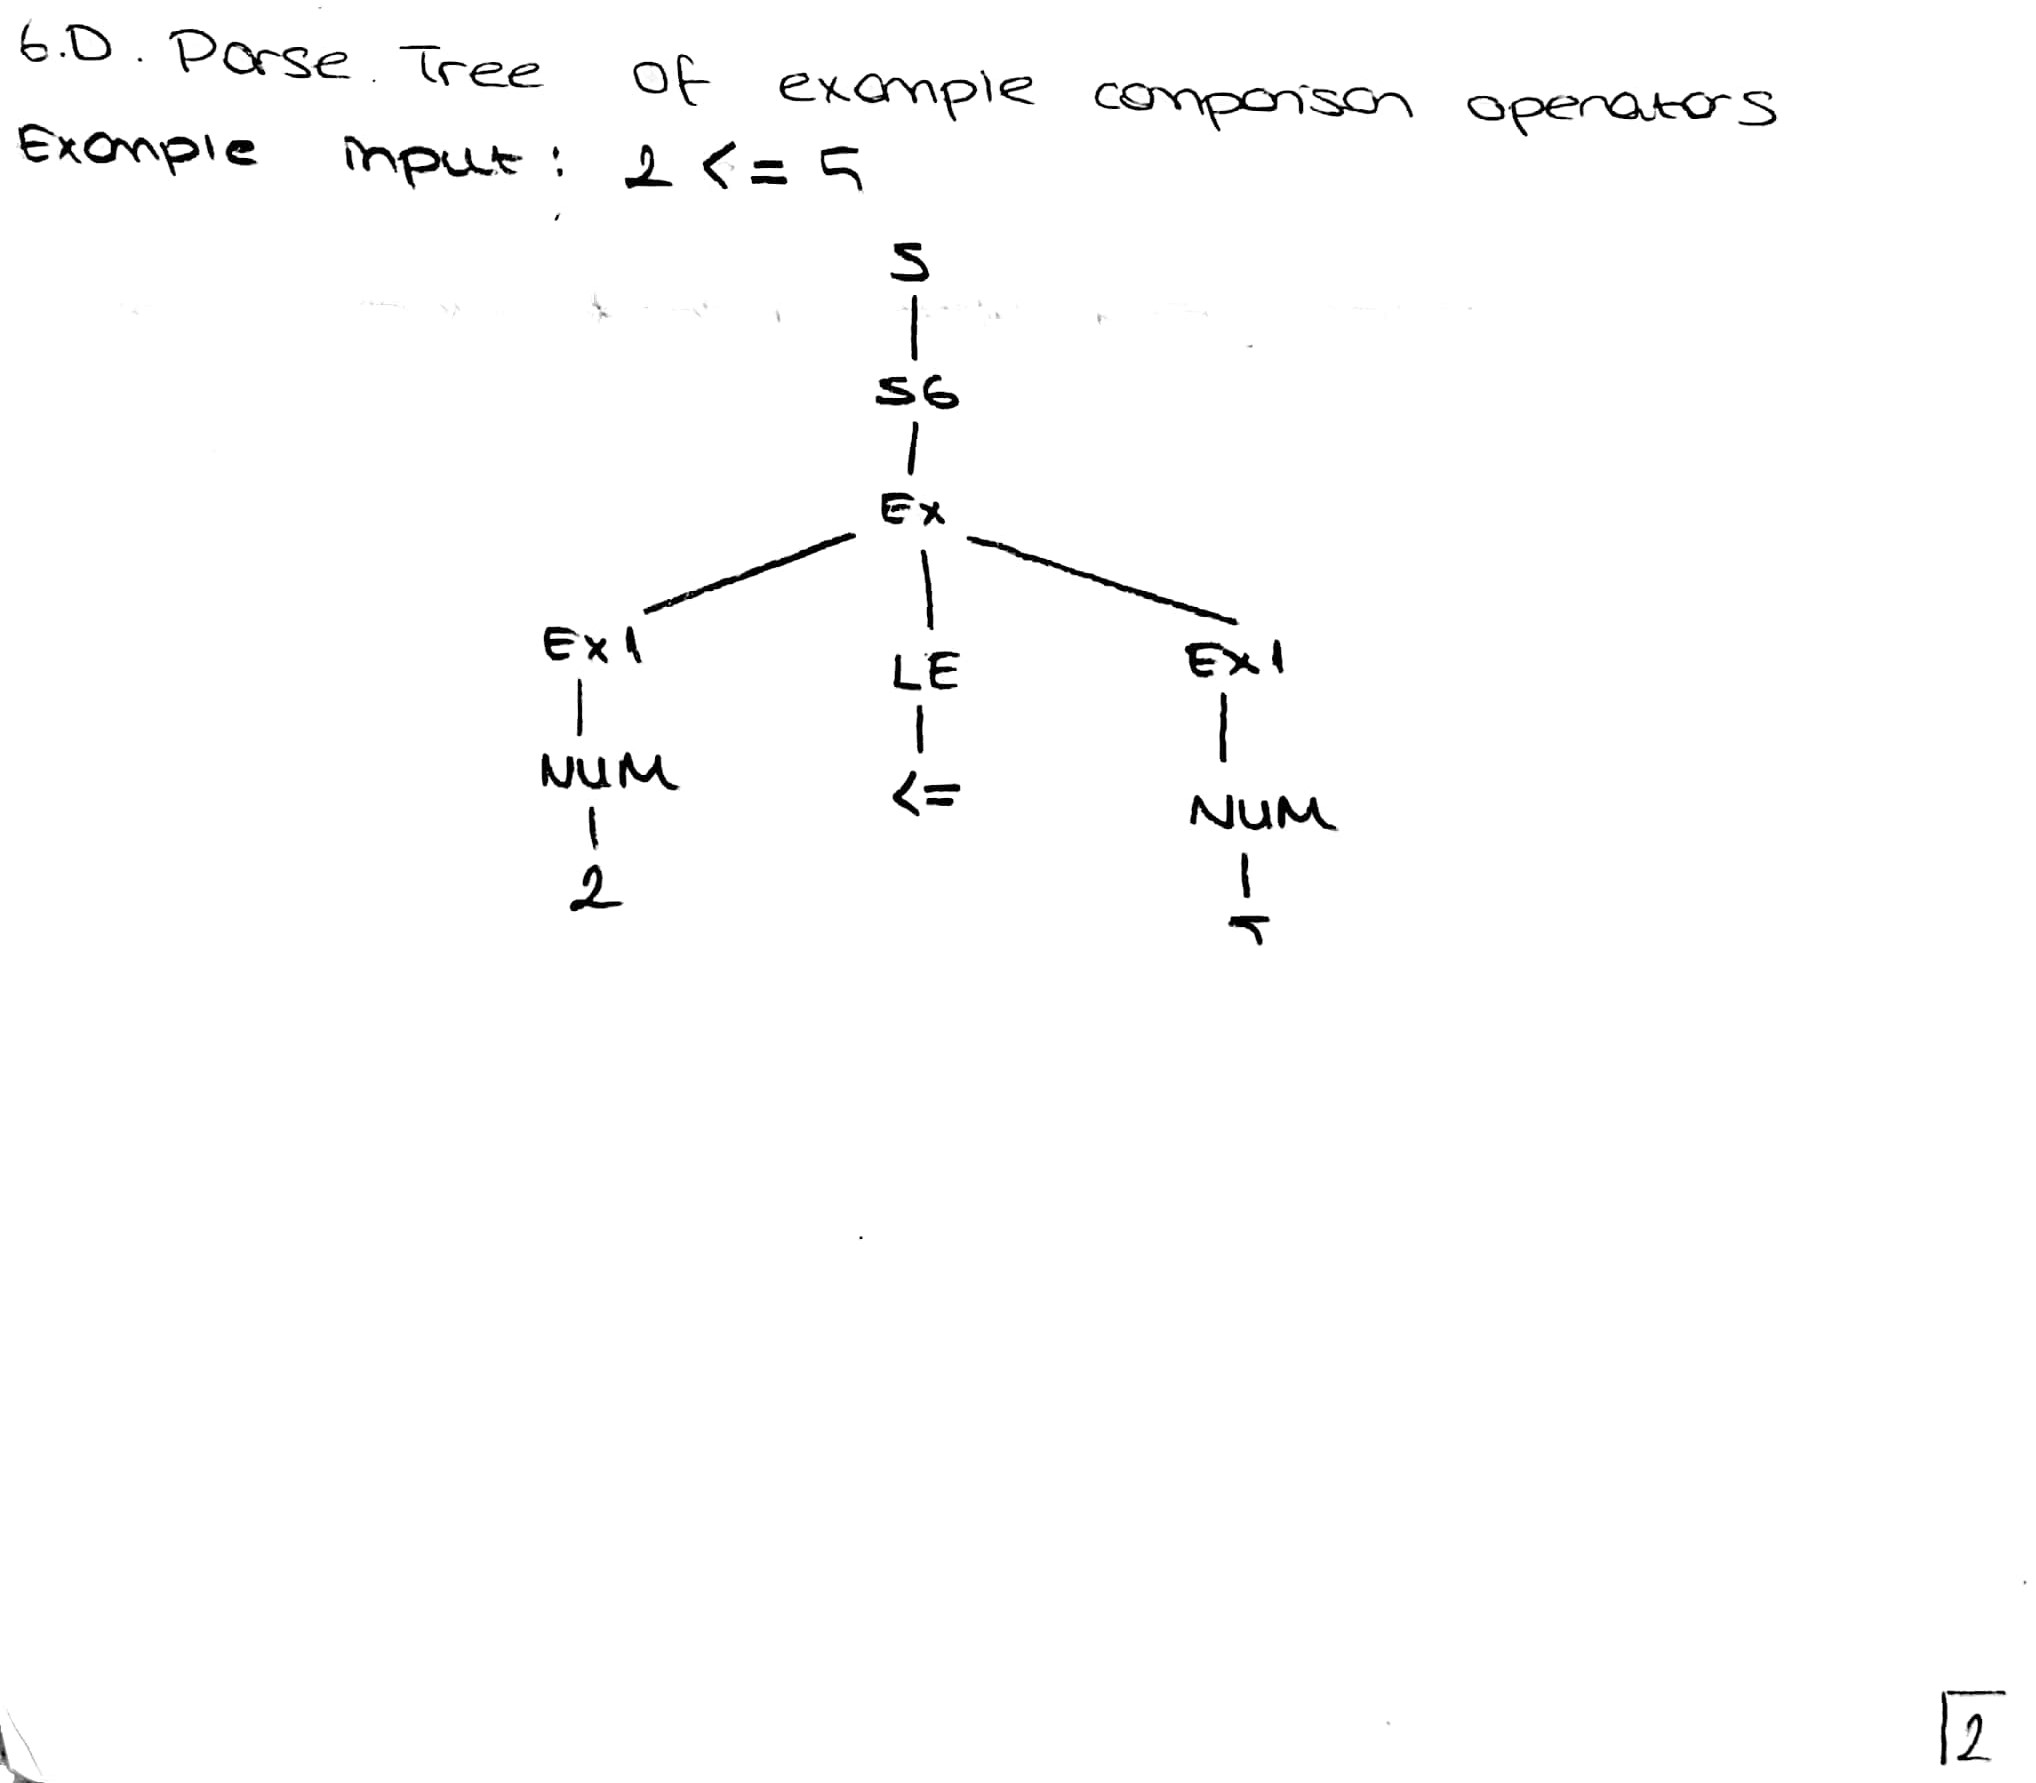 6.D. Parse Tree of example comparison operators
Example input: 2 <= 5
S
S6
Ex
Ex1 LE Ex1
NUM <= NUM
2 5
2